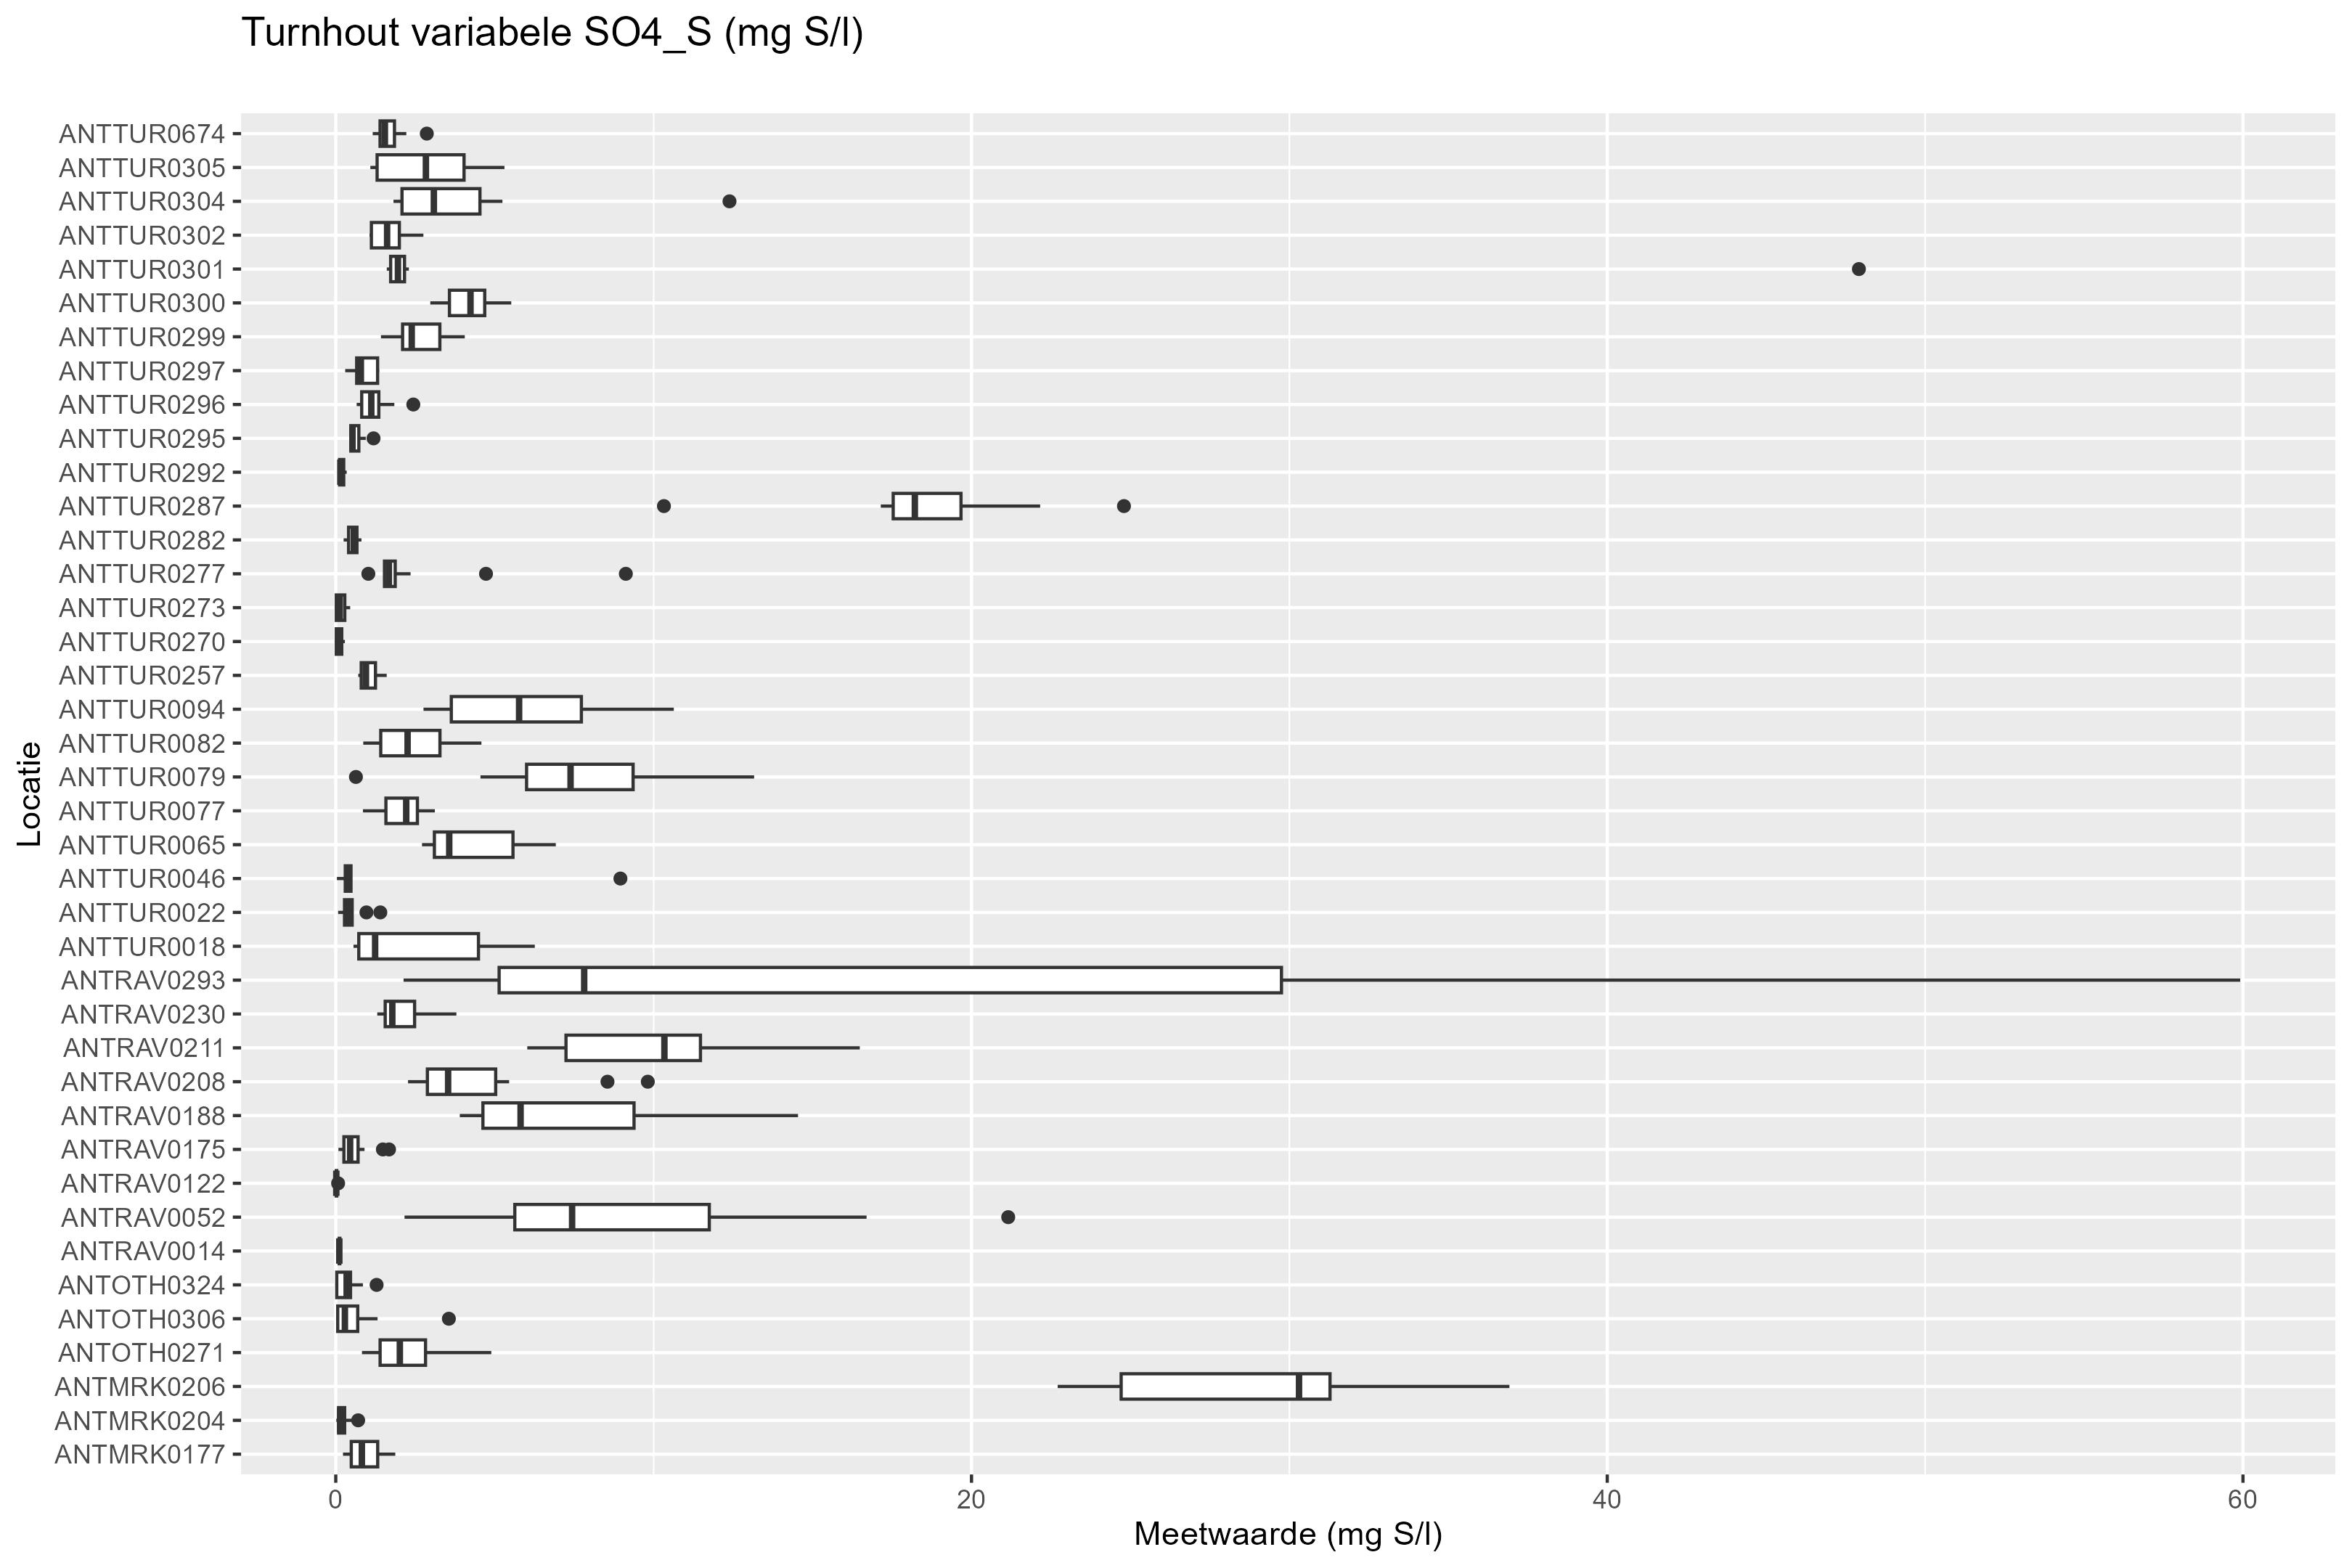 Turnhout variabele SO4_S (mg S/l)
Locatie
ANTTUR0674
ANTTUR0305
ANTTUR0304
ANTTUR0302
ANTTUR0301
ANTTUR0300
ANTTUR0299
ANTTUR0297
ANTTUR0296
ANTTUR0295
ANTTUR0292
ANTTUR0287
ANTTUR0282
ANTTUR0277
ANTTUR0273
ANTTUR0270
ANTTUR0257
ANTTUR0094
ANTTUR0082
ANTTUR0079
ANTTUR0077
ANTTUR0065
ANTTUR0046
ANTTUR0022
ANTTUR0018
ANTRAV0293
ANTRAV0230
ANTRAV0211
ANTRAV0208
ANTRAV0188
ANTRAV0175
ANTRAV0122
ANTRAV0052
ANTRAV0014
ANTOTH0324
ANTOTH0306
ANTOTH0271
ANTMRK0206
ANTMRK0204
ANTMRK0177
0 20 40 60
Meetwaarde (mg S/l)